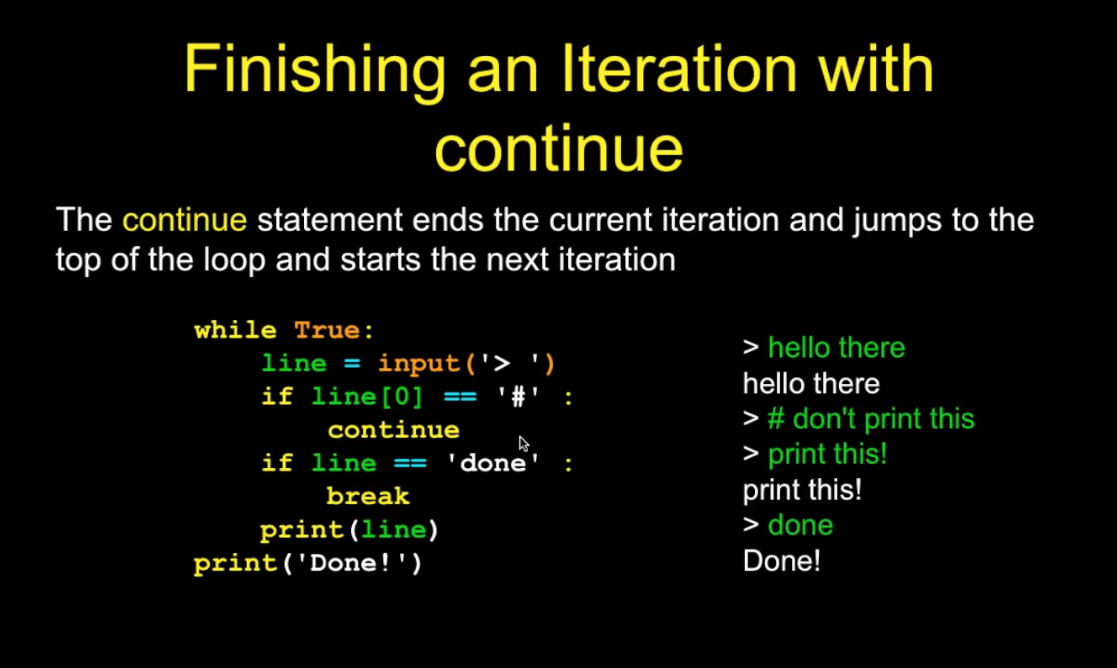 Finishing an Iteration with
continue
The continue statement ends the current iteration and jumps to the
top of the loop and starts the next iteration
while True:
    line = input('> ')
    if line[0] == '#' :
        continue
    if line == 'done' :
        break
    print(line)
print('Done!')
> hello there
hello there
> # don't print this
> print this!
print this!
> done
Done!